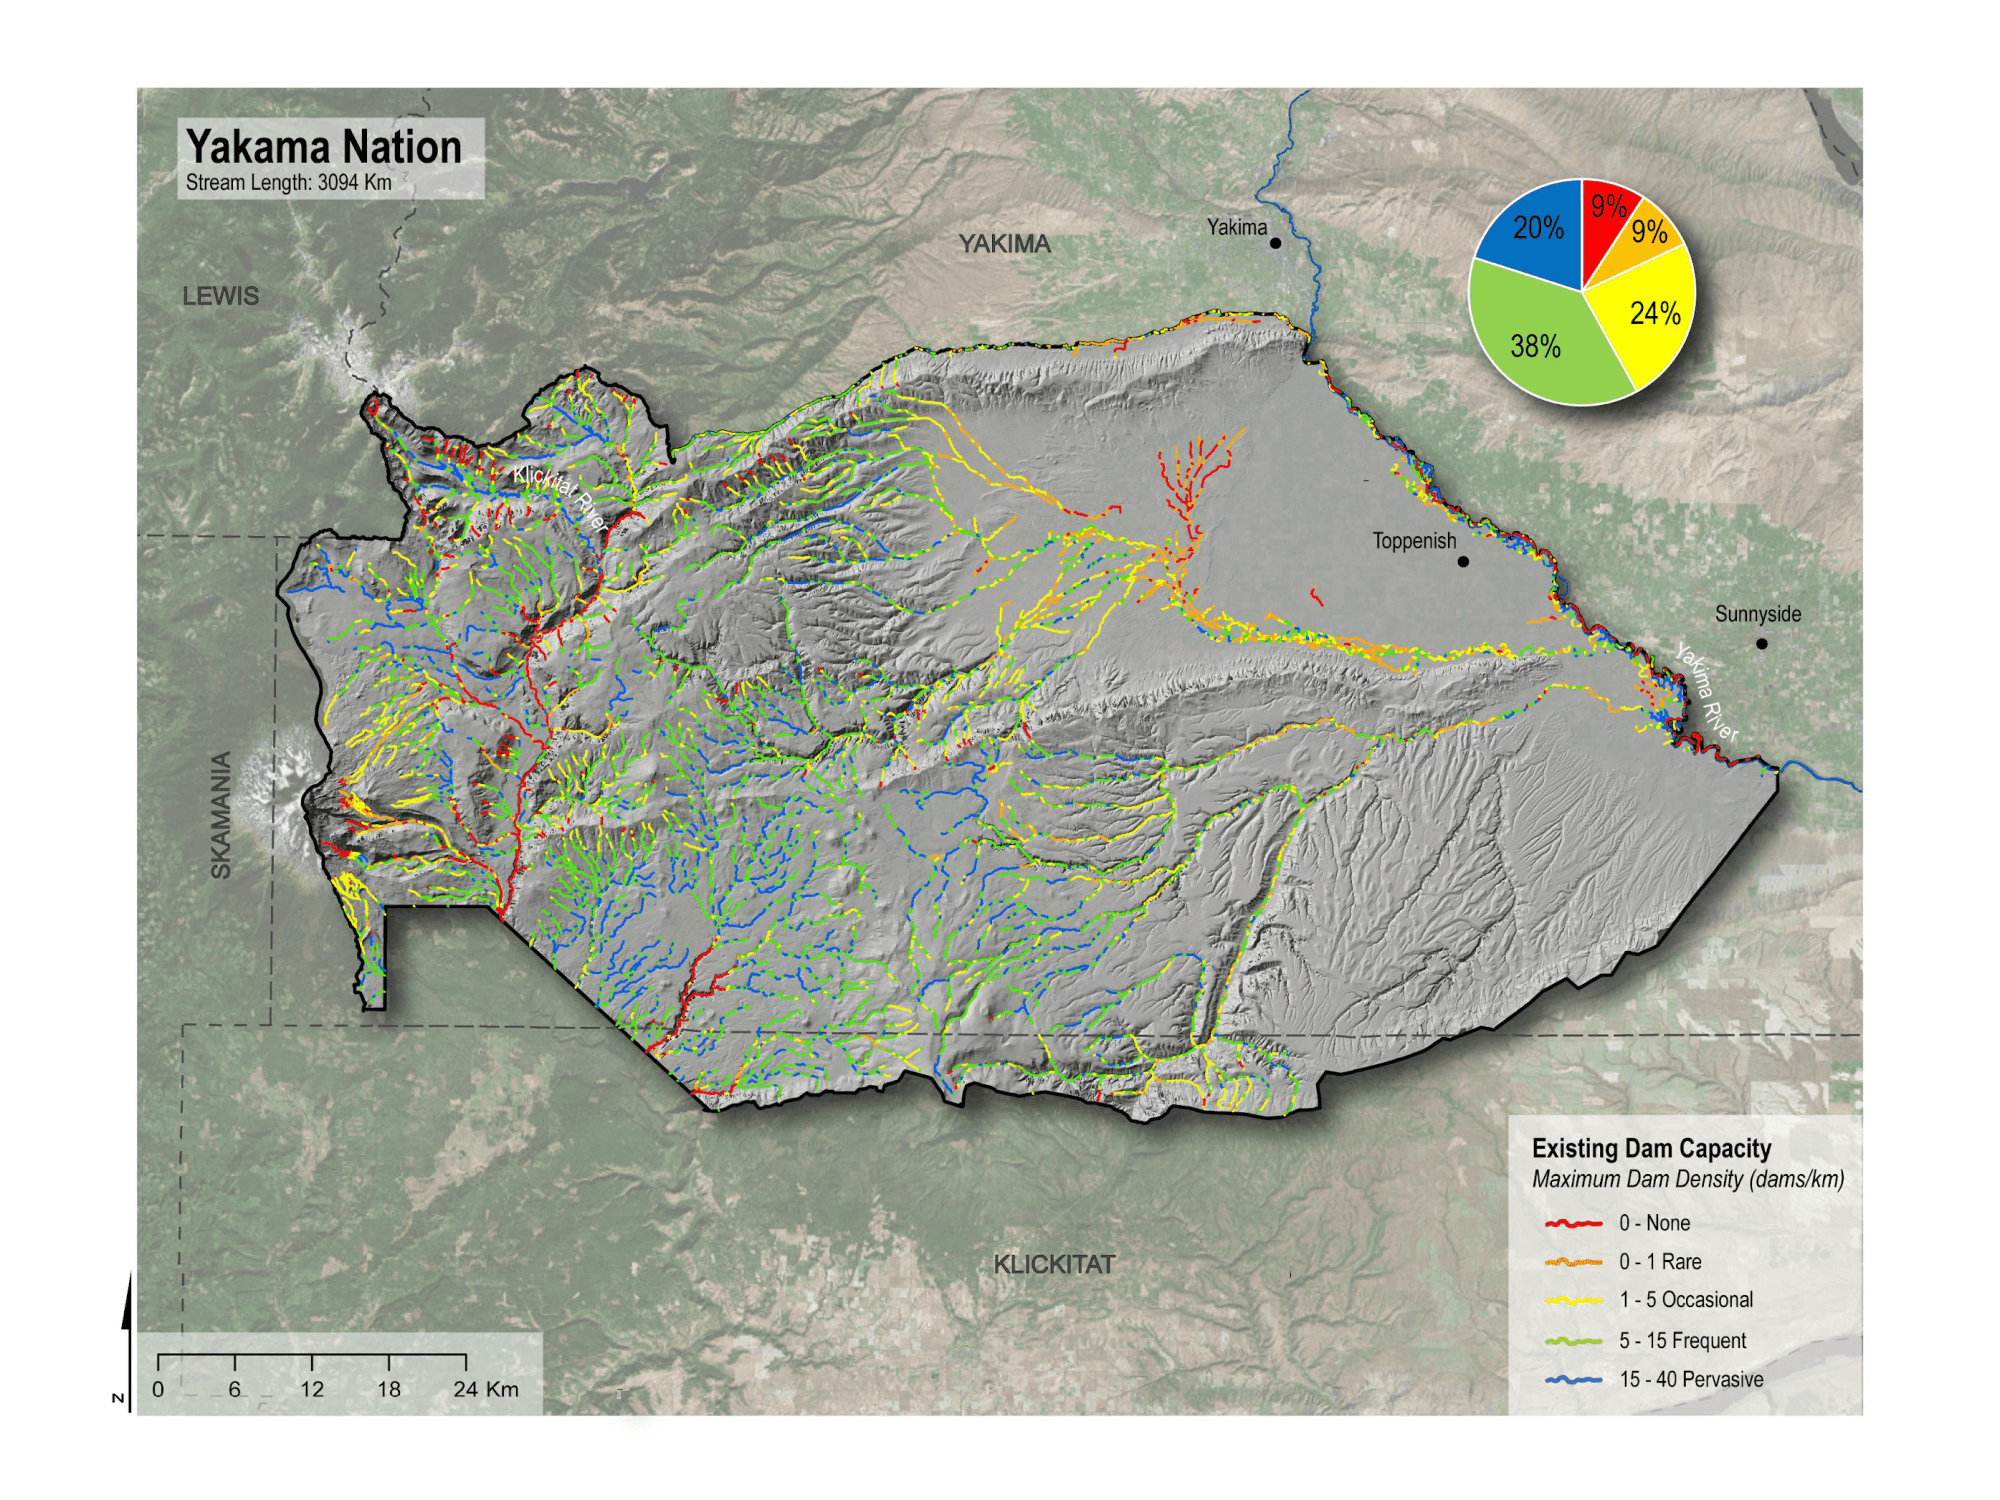 Yakama Nation
Stream Length: 3094 Km
LEWIS
YAKIMA
Yakima
20%
9%
9%
24%
38%
Klickitat River
Toppenish
Sunnyside
Yakima River
SKAMANIA
KLICKITAT
Existing Dam Capacity
Maximum Dam Density (dams/km)
0 - None
0 - 1 Rare
1 - 5 Occasional
5 - 15 Frequent
15 - 40 Pervasive
0 6 12 18 24 Km
N